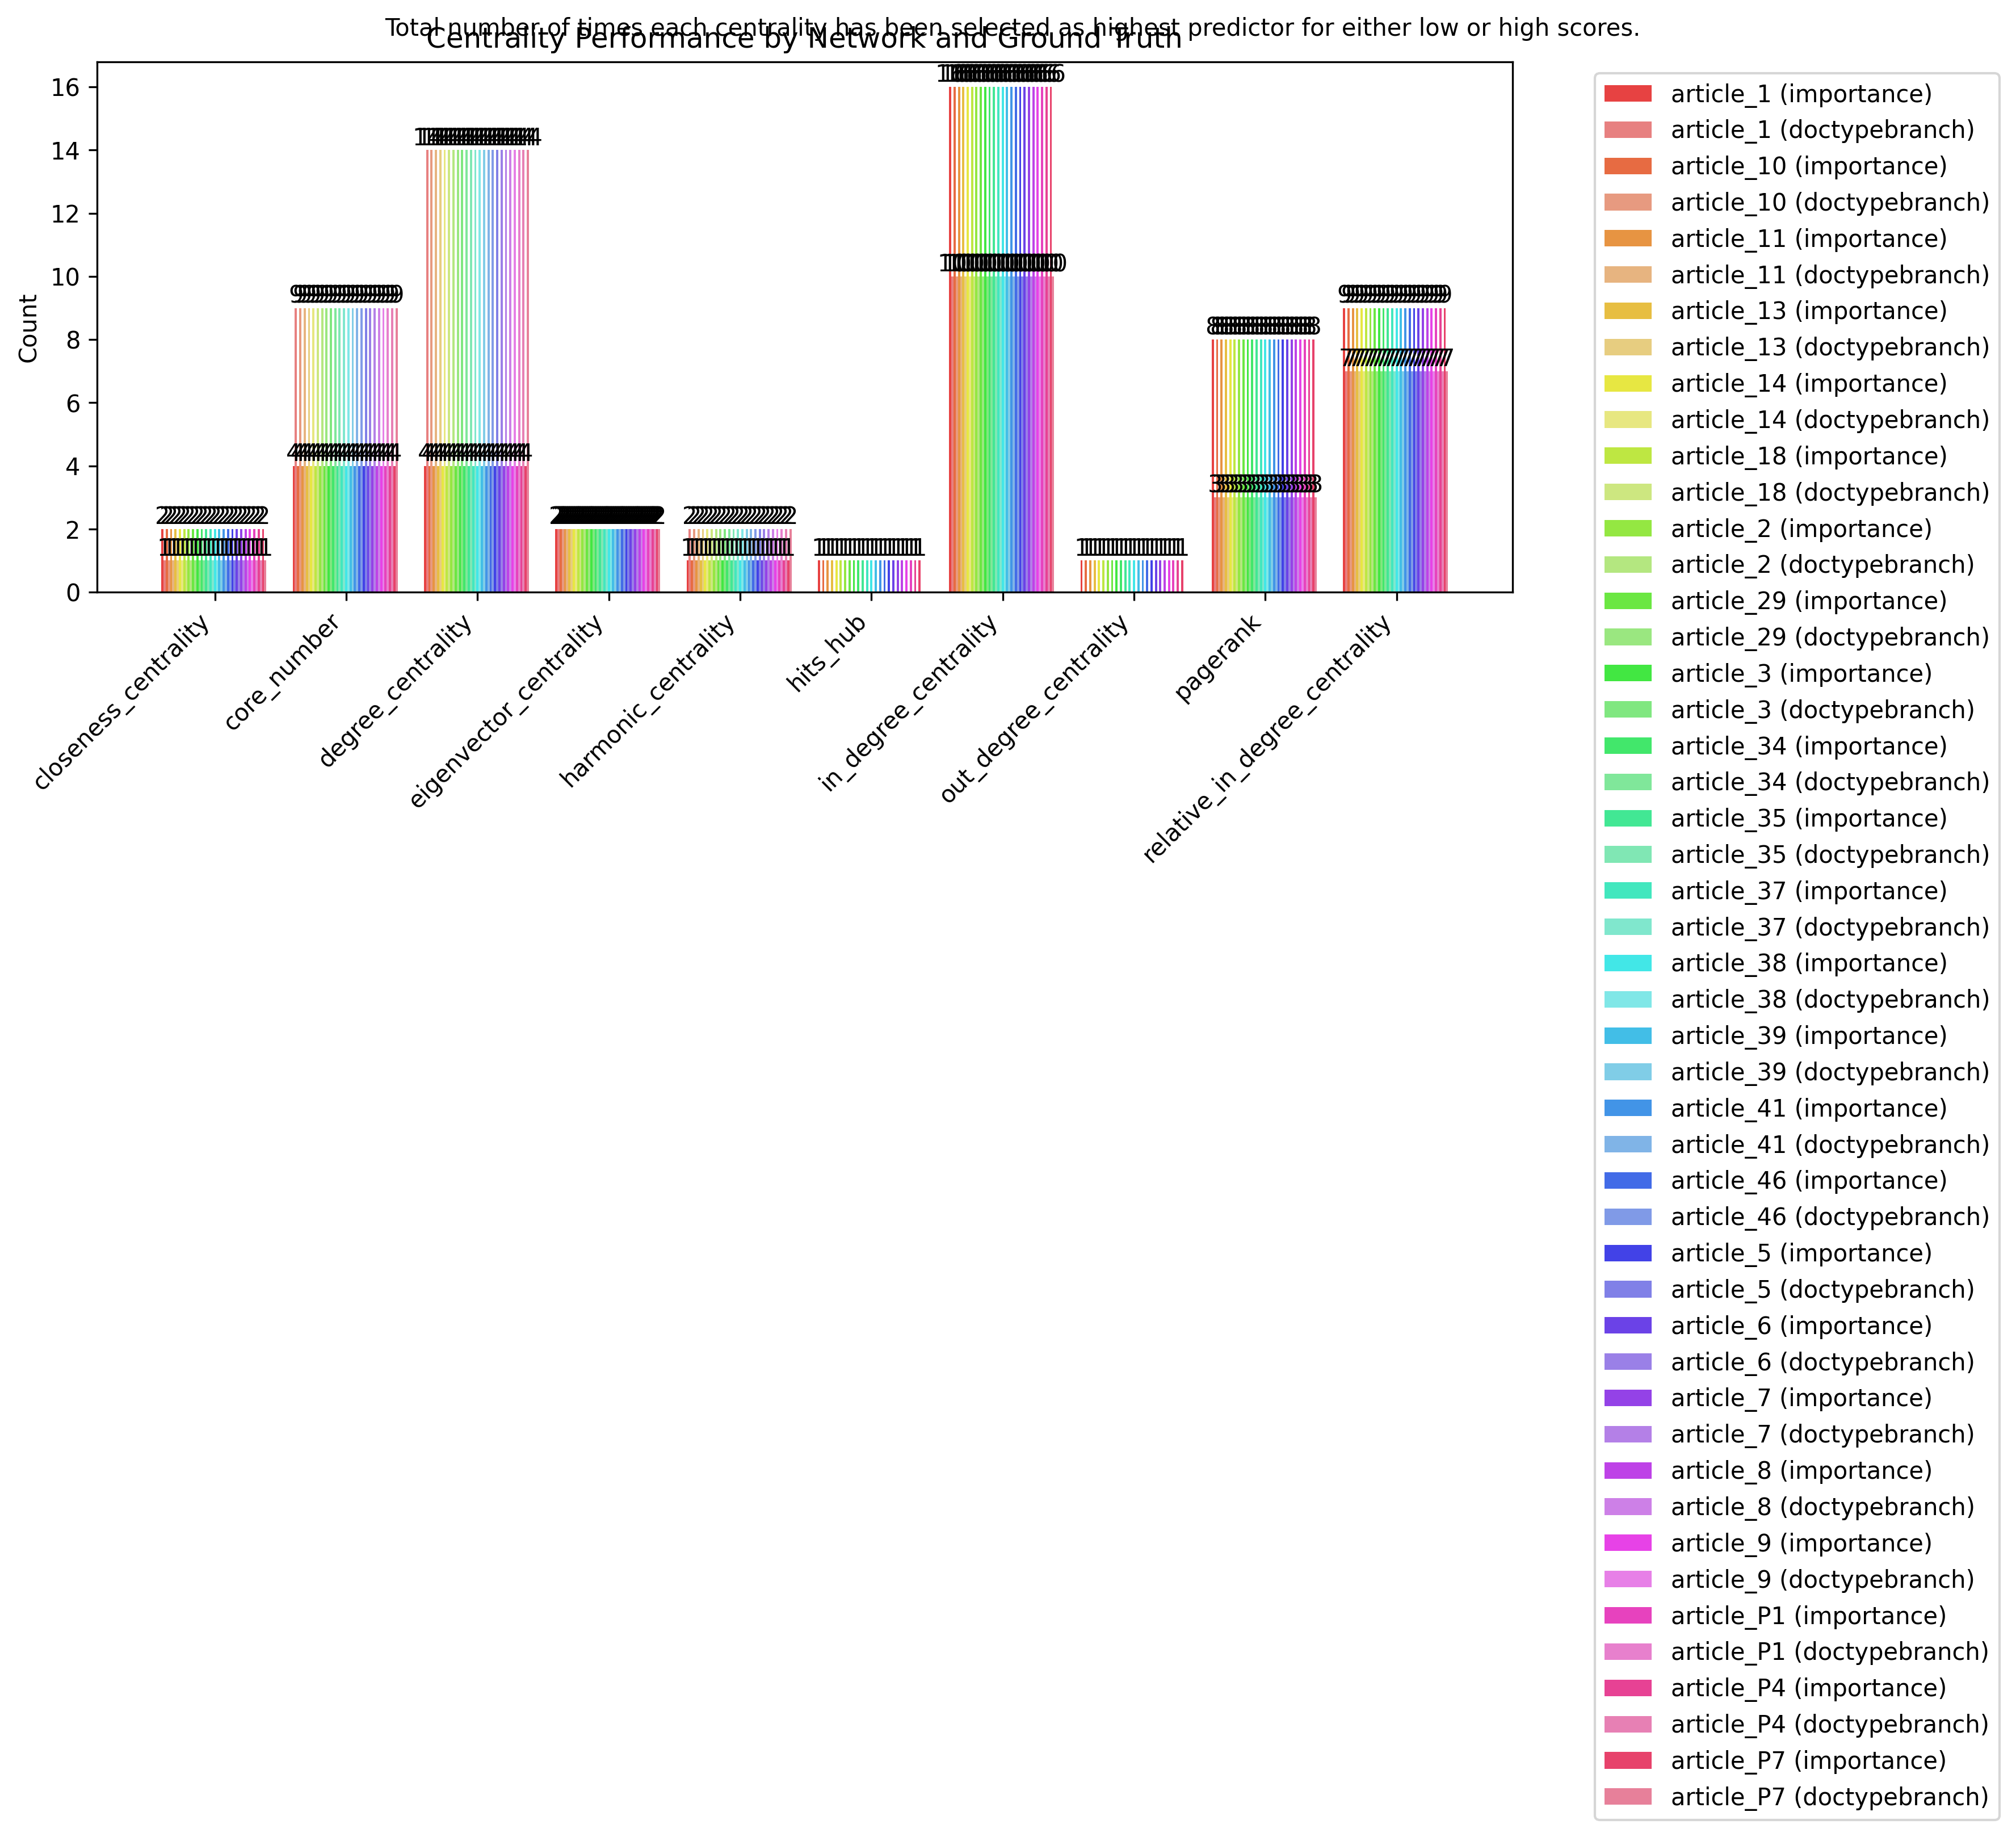 Total number of times each centrality has been selected as highest predictor for either low or high scores.
Centrality Performance by Network and Ground Truth
Count
16
14
12
10
8
6
4
2
0
closeness_centrality
core_number
degree_centrality
eigenvector_centrality
harmonic_centrality
hits_hub
in_degree_centrality
out_degree_centrality
pagerank
relative_in_degree_centrality
article_1 (importance)
article_1 (doctypebranch)
article_10 (importance)
article_10 (doctypebranch)
article_11 (importance)
article_11 (doctypebranch)
article_13 (importance)
article_13 (doctypebranch)
article_14 (importance)
article_14 (doctypebranch)
article_18 (importance)
article_18 (doctypebranch)
article_2 (importance)
article_2 (doctypebranch)
article_29 (importance)
article_29 (doctypebranch)
article_3 (importance)
article_3 (doctypebranch)
article_34 (importance)
article_34 (doctypebranch)
article_35 (importance)
article_35 (doctypebranch)
article_37 (importance)
article_37 (doctypebranch)
article_38 (importance)
article_38 (doctypebranch)
article_39 (importance)
article_39 (doctypebranch)
article_41 (importance)
article_41 (doctypebranch)
article_46 (importance)
article_46 (doctypebranch)
article_5 (importance)
article_5 (doctypebranch)
article_6 (importance)
article_6 (doctypebranch)
article_7 (importance)
article_7 (doctypebranch)
article_8 (importance)
article_8 (doctypebranch)
article_9 (importance)
article_9 (doctypebranch)
article_P1 (importance)
article_P1 (doctypebranch)
article_P4 (importance)
article_P4 (doctypebranch)
article_P7 (importance)
article_P7 (doctypebranch)